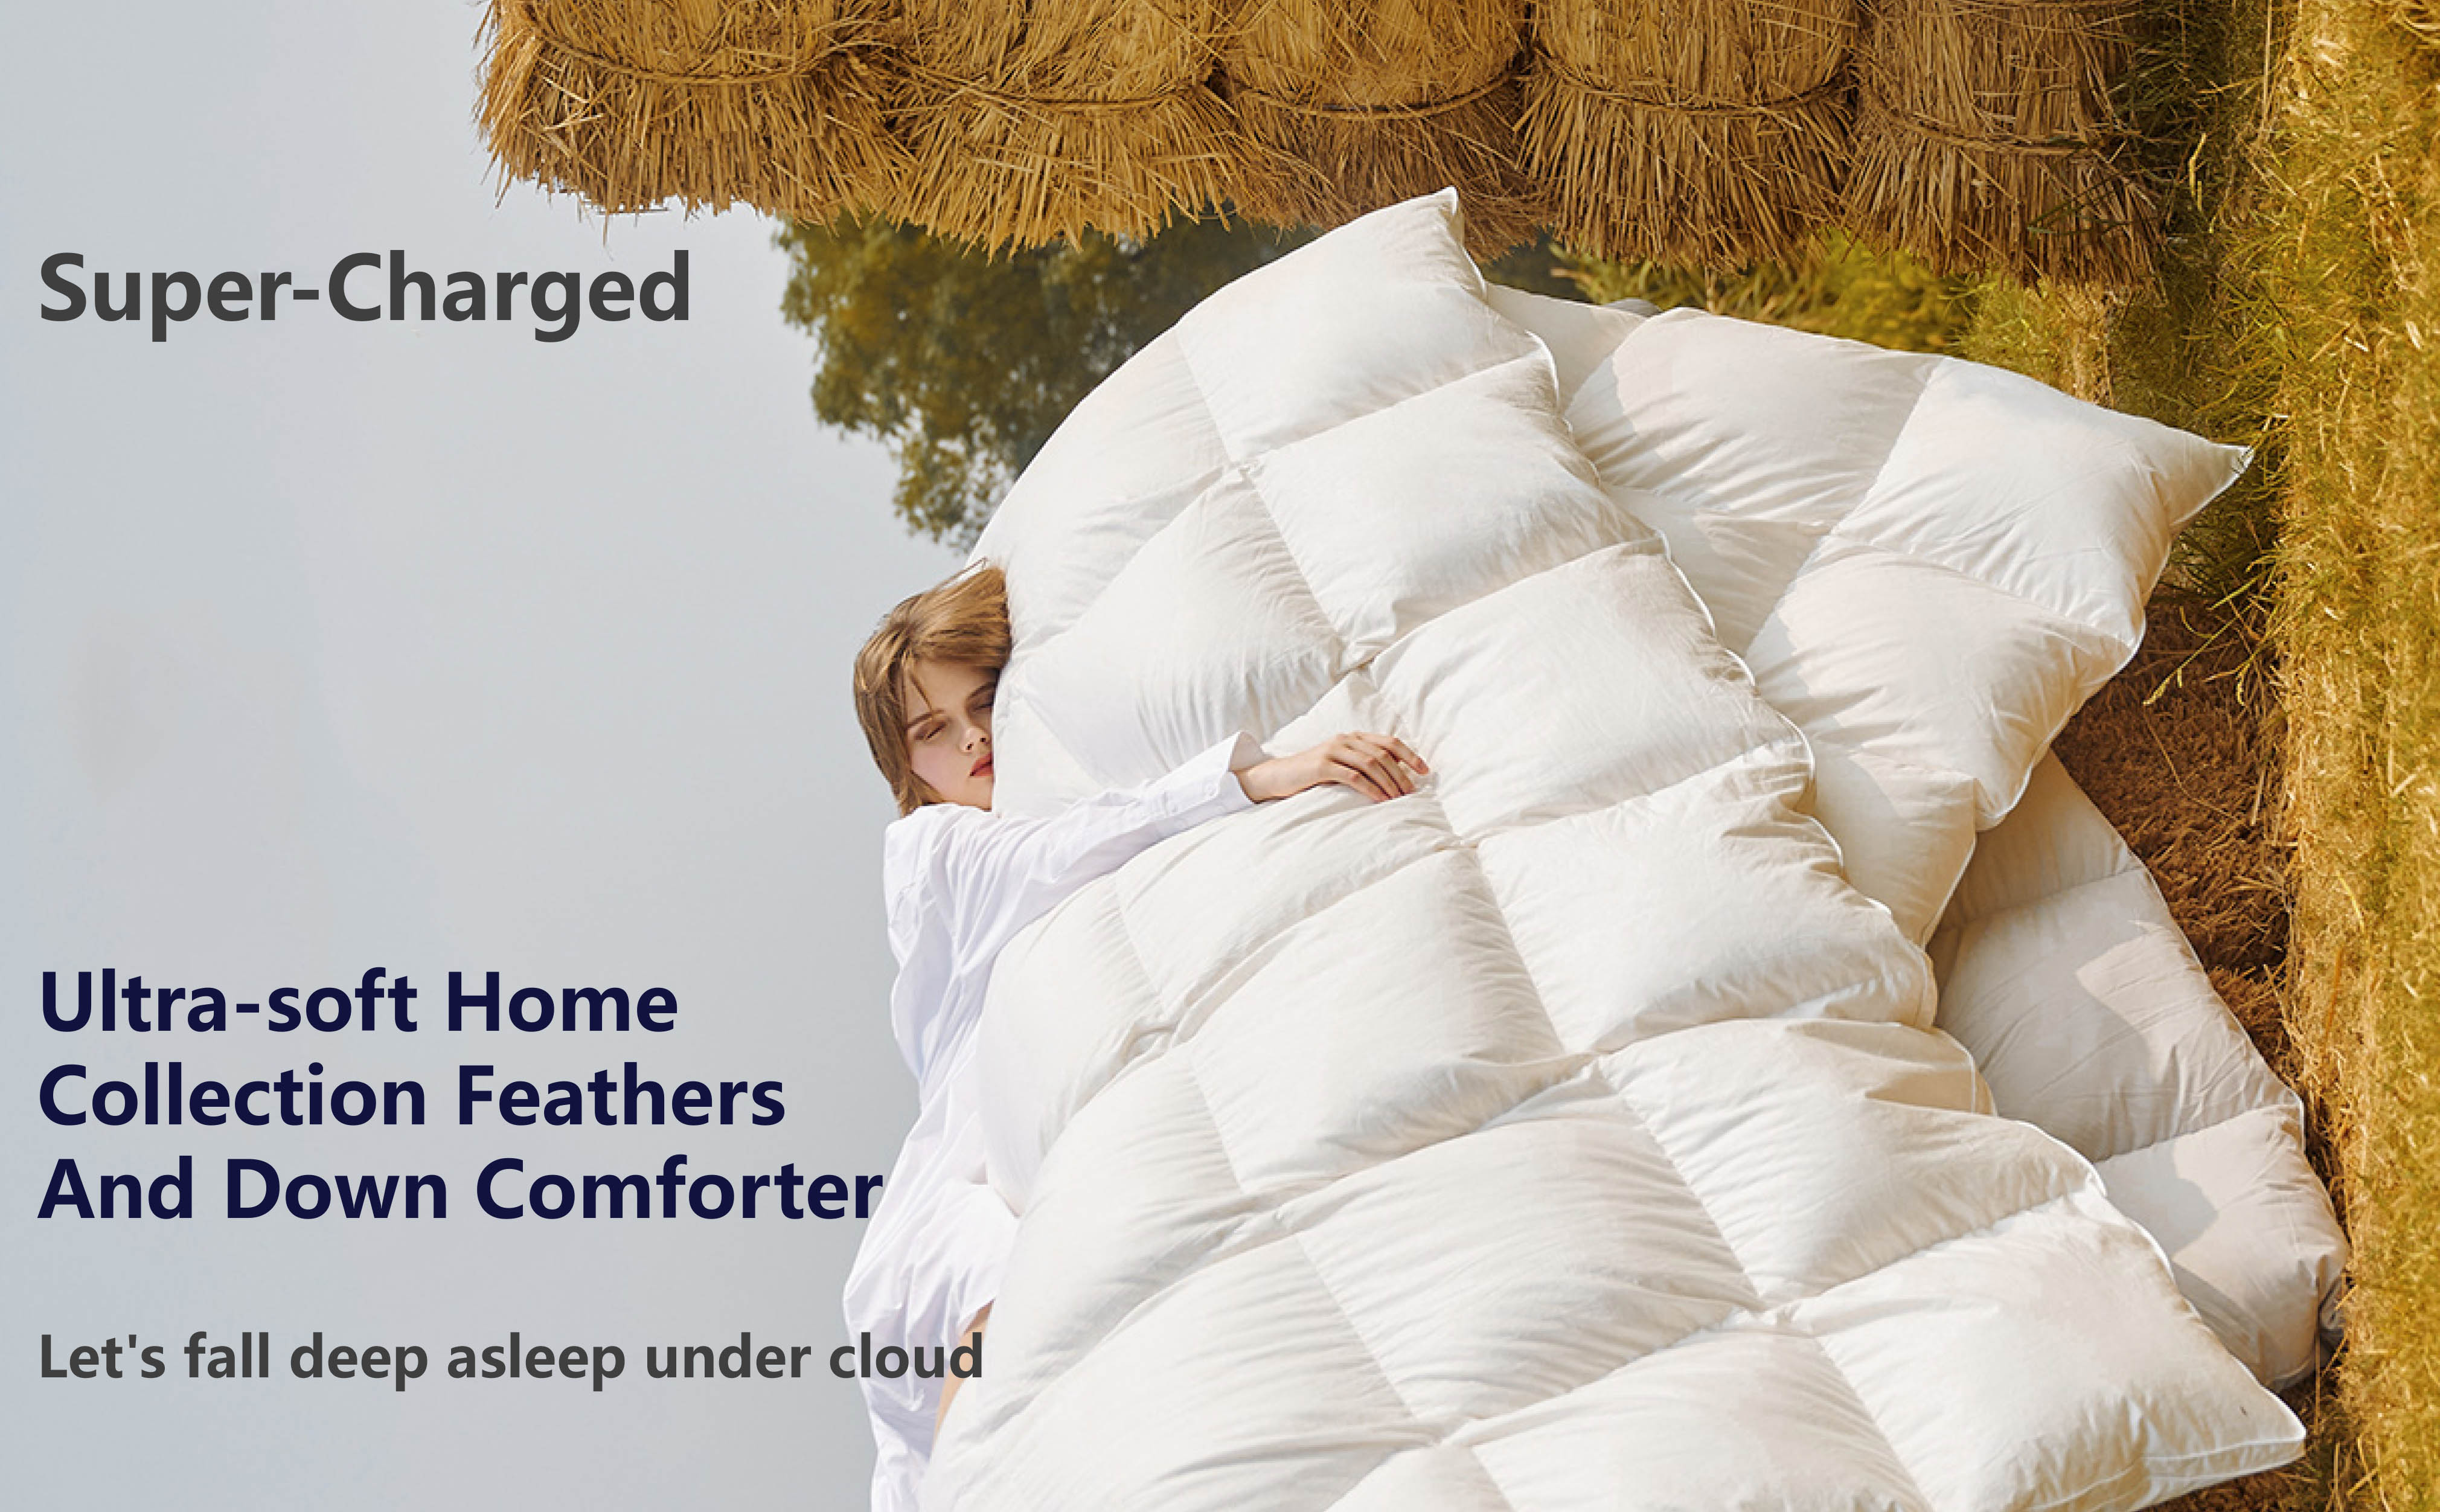 Super-Charged
Ultra-soft Home
Collection Feathers
And Down Comforter
Let's fall deep asleep under cloud